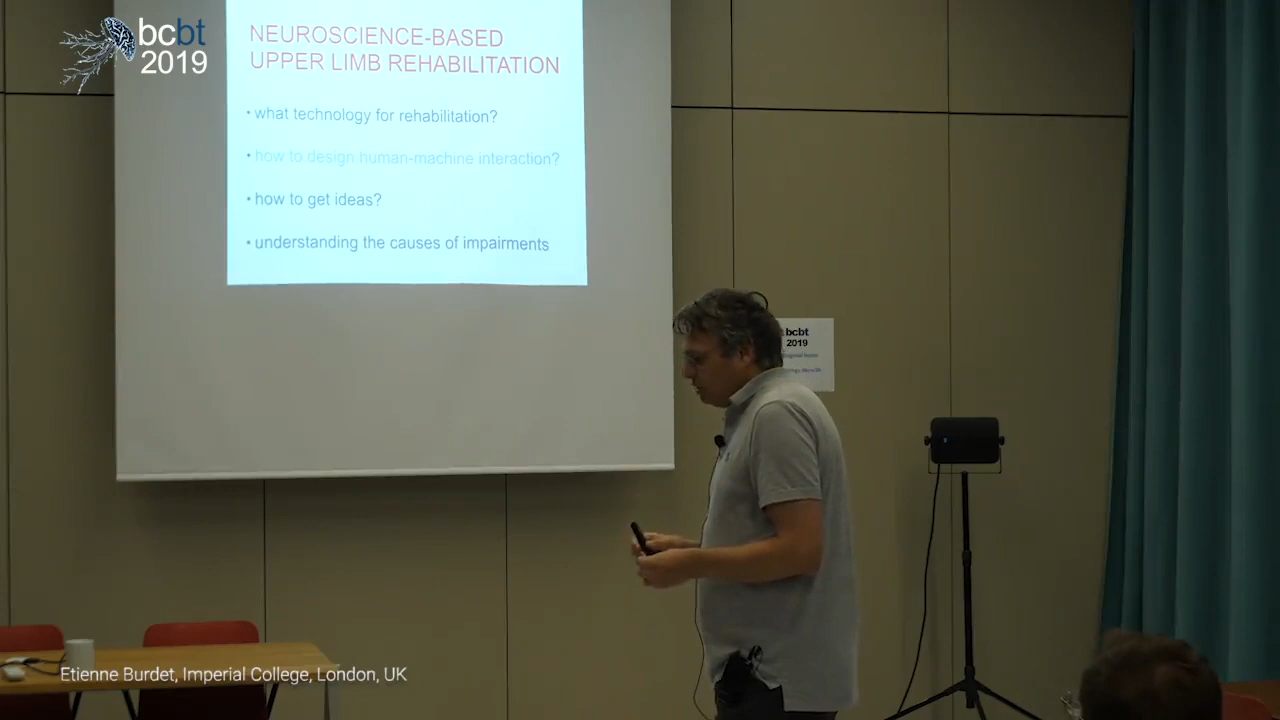 bcbt
2019
NEUROSCIENCE-BASED
UPPER LIMB REHABILITATION
• what technology for rehabilitation?
• how to design human-machine interaction?
• how to get ideas?
• understanding the causes of impairments
bcbt
2019
Etienne Burdet, Imperial College, London, UK